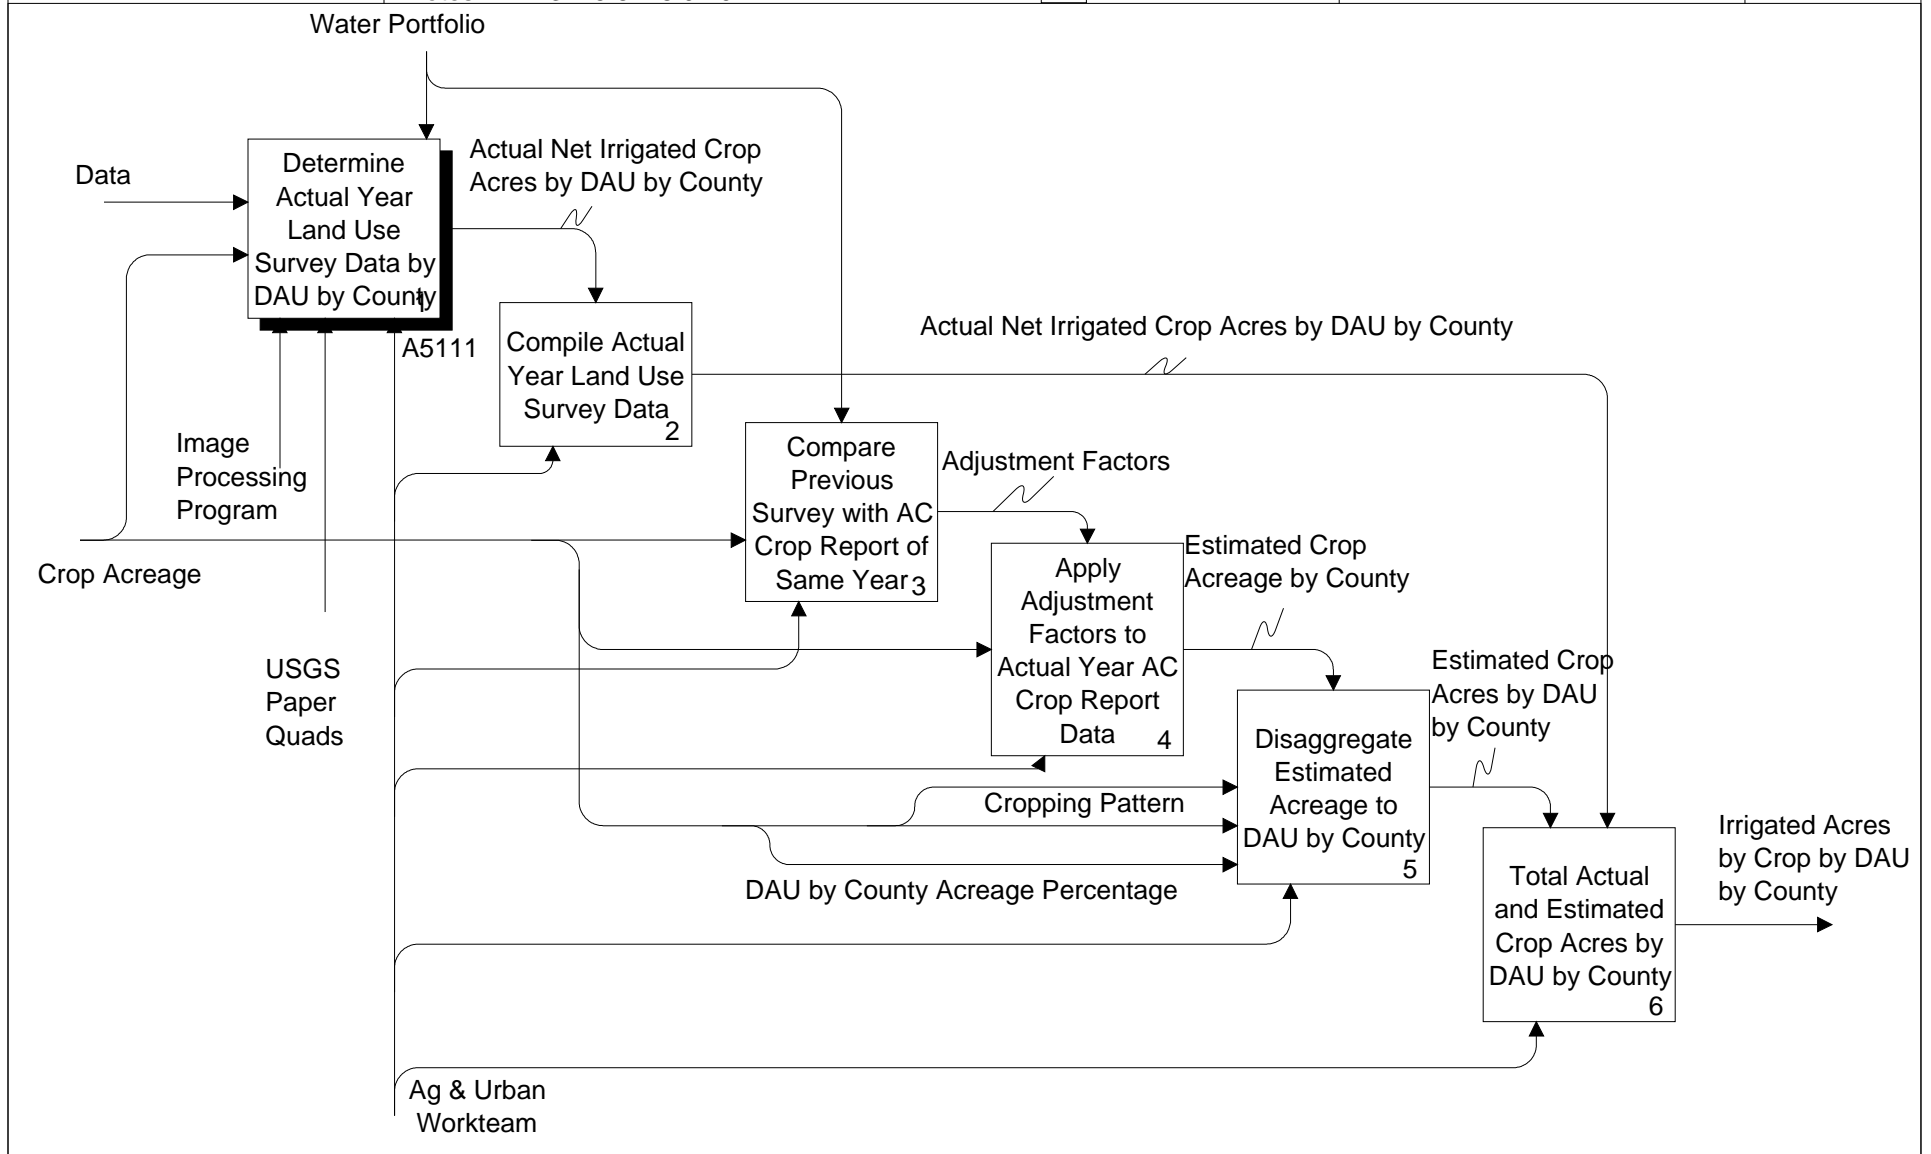 Water Portfolio
Data
Determine
Actual Year
Land Use
Survey Data by
DAU by County
1
A5111
Actual Net Irrigated Crop
Acres by DAU by County
Compile Actual
Year Land Use
Survey Data
2
Actual Net Irrigated Crop Acres by DAU by County
Image
Processing
Program
Crop Acreage
Compare
Previous
Survey with AC
Crop Report of
Same Year
3
Adjustment Factors
Apply
Adjustment
Factors to
Actual Year AC
Crop Report
Data
4
Estimated Crop
Acreage by County
USGS
Paper
Quads
Estimated Crop
Acres by DAU
by County
Disaggregate
Estimated
Acreage to
DAU by County
5
Cropping Pattern
DAU by County Acreage Percentage
Total Actual
and Estimated
Crop Acres by
DAU by County
6
Irrigated Acres
by Crop by DAU
by County
Ag & Urban
Workteam